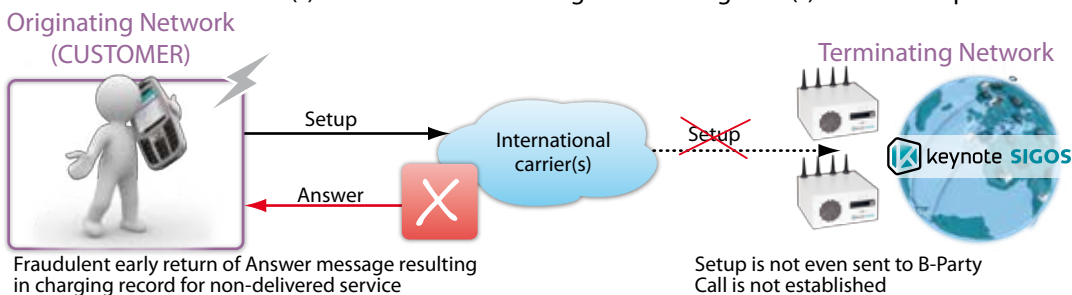 Originating Network
(CUSTOMER)
Terminating Network
Setup
International
carrier(s)
Setup
keynote SIGOS
Answer
X
Fraudulent early return of Answer message resulting
in charging record for non-delivered service
Setup is not even sent to B-Party
Call is not established